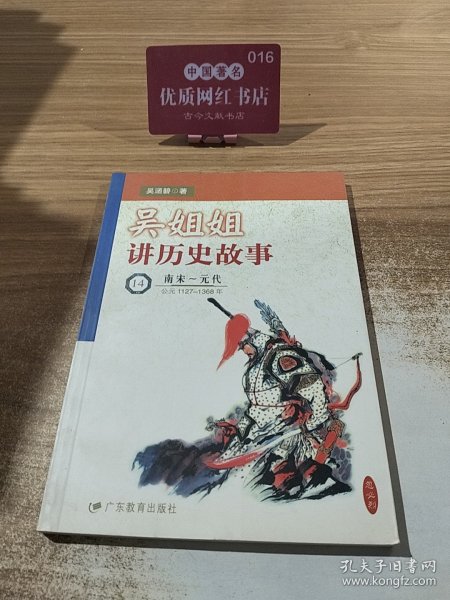 016
中国著名
优质网红书店
古今文献书店
吴涵碧◎著
吴姐姐
讲历史故事
14
南宋~元代
公元1127-1368年
忽必烈
广东教育出版社
孔夫子旧书网
www.kongfz.com